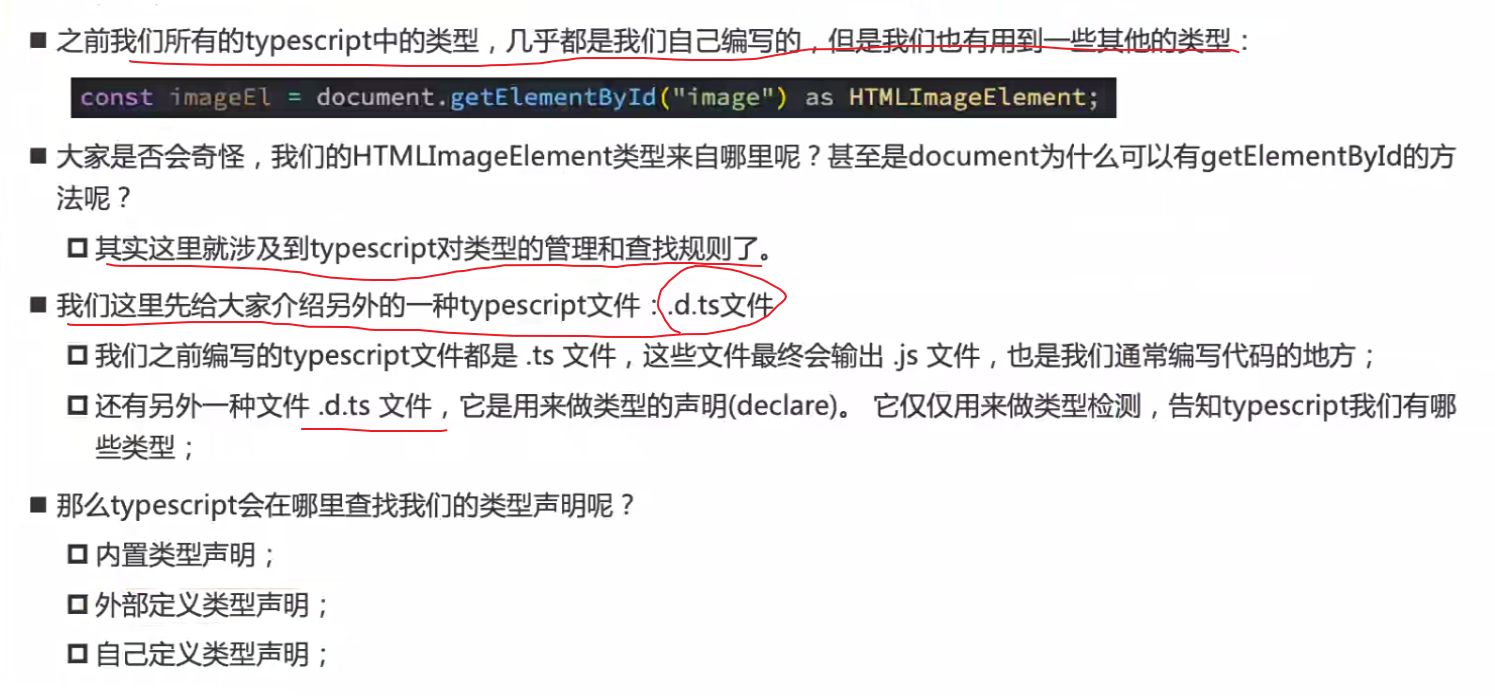 ■ 之前我们所有的typescript中的类型，几乎都是我们自己编写的，但是我们也有用到一些其他的类型：
const imageEl = document.getElementById("image") as HTMLImageElement;
■ 大家是否会奇怪，我们的HTMLImageElement类型来自哪里呢？甚至是document为什么可以有getElementById的方
法呢？
其实这里就涉及到typescript对类型的管理和查找规则了。
■ 我们这里先给大家介绍另外的一种typescript文件：.d.ts文件
我们之前编写的typescript文件都是 .ts 文件，这些文件最终会输出 .js 文件，也是我们通常编写代码的地方；
还有另外一种文件 .d.ts 文件，它是用来做类型的声明(declare)。 它仅仅用来做类型检测，告知typescript我们有哪
些类型；
■ 那么typescript会在哪里查找我们的类型声明呢？
内置类型声明；
外部定义类型声明；
自己定义类型声明；